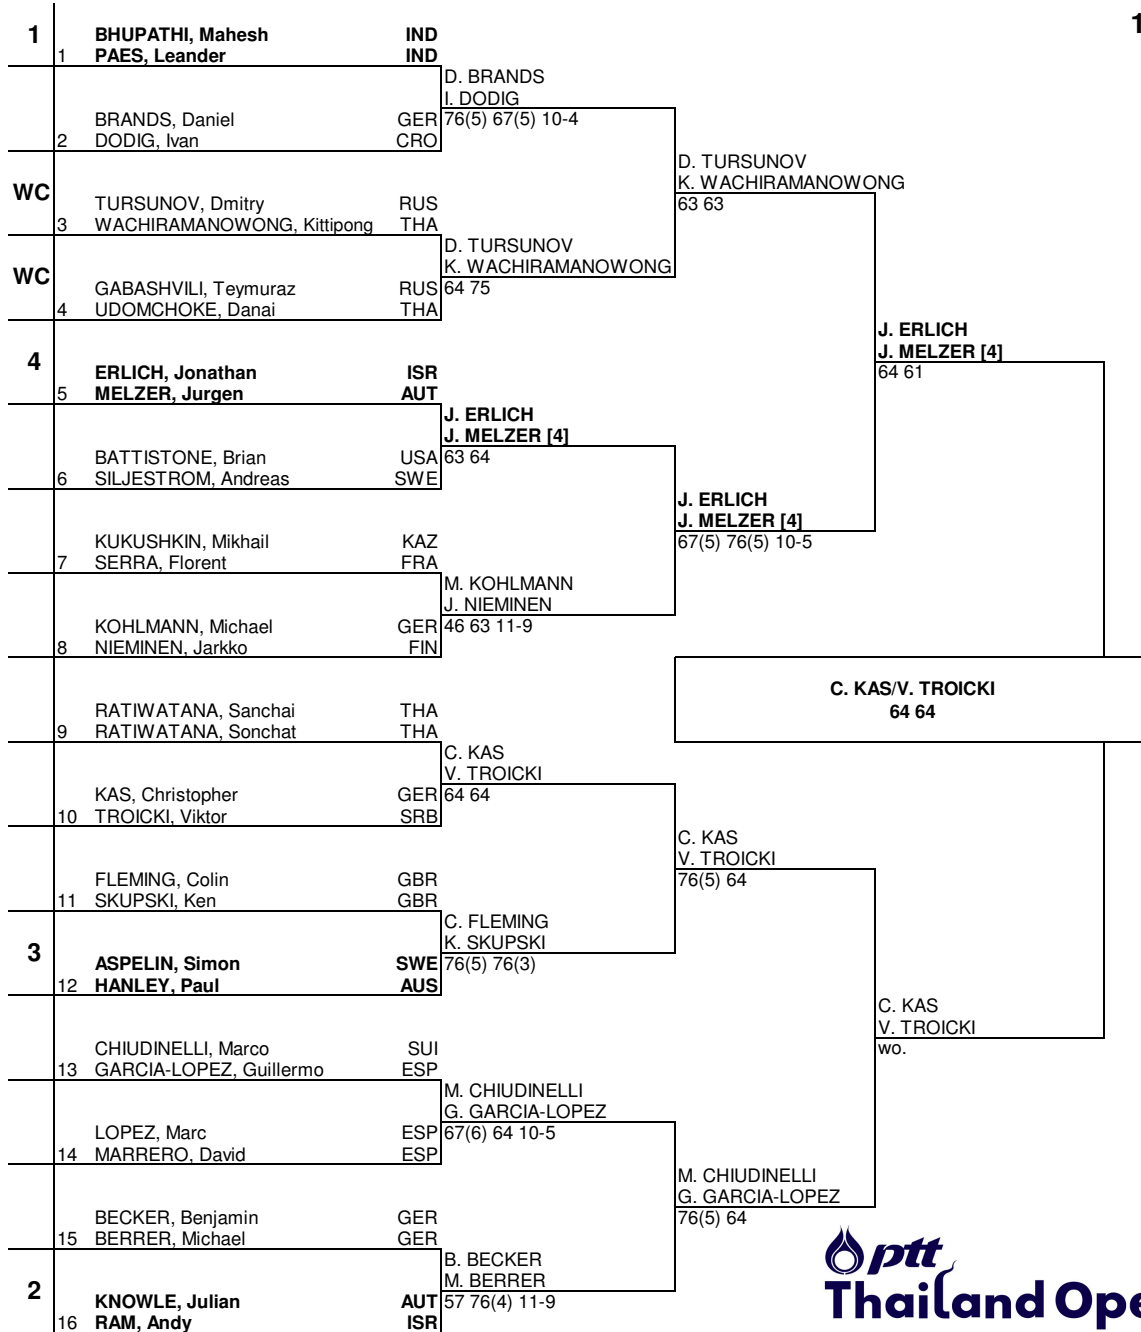 1
1
BHUPATHI, Mahesh IND
1 PAES, Leander IND
D. BRANDS
I. DODIG
BRANDS, Daniel GER 76(5) 67(5) 10-4
2 DODIG, Ivan CRO
D. TURSUNOV
WC K. WACHIRAMANOWONG
TURSUNOV, Dmitry RUS 63 63
3 WACHIRAMANOWONG, Kittipong THA
D. TURSUNOV
WC K. WACHIRAMANOWONG
GABASHVILI, Teymuraz RUS 64 75
4 UDOMCHOKE, Danai THA
J. ERLICH
4 J. MELZER [4]
ERLICH, Jonathan ISR 64 61
5 MELZER, Jurgen AUT
J. ERLICH
J. MELZER [4]
BATTISTONE, Brian USA 63 64
6 SILJESTROM, Andreas SWE
J. ERLICH
J. MELZER [4]
KUKUSHKIN, Mikhail KAZ 67(5) 76(5) 10-5
7 SERRA, Florent FRA
M. KOHLMANN
J. NIEMINEN
KOHLMANN, Michael GER 46 63 11-9
8 NIEMINEN, Jarkko FIN
C. KAS/V. TROICKI
RATIWATANA, Sanchai THA 64 64
9 RATIWATANA, Sonchat THA
C. KAS
V. TROICKI
KAS, Christopher GER 64 64
10 TROICKI, Viktor SRB
C. KAS
V. TROICKI
FLEMING, Colin GBR 76(5) 64
11 SKUPSKI, Ken GBR
C. FLEMING
3 K. SKUPSKI
ASPELIN, Simon SWE 76(5) 76(3)
12 HANLEY, Paul AUS
C. KAS
V. TROICKI
CHIUDINELLI, Marco SUI wo.
13 GARCIA-LOPEZ, Guillermo ESP
M. CHIUDINELLI
G. GARCIA-LOPEZ
LOPEZ, Marc ESP 67(6) 64 10-5
14 MARRERO, David ESP
M. CHIUDINELLI
G. GARCIA-LOPEZ
BECKER, Benjamin GER 76(5) 64
15 BERRER, Michael GER
B. BECKER
2 M. BERRER
KNOWLE, Julian AUT 57 76(4) 11-9
16 RAM, Andy ISR
ptt
Thailand Ope